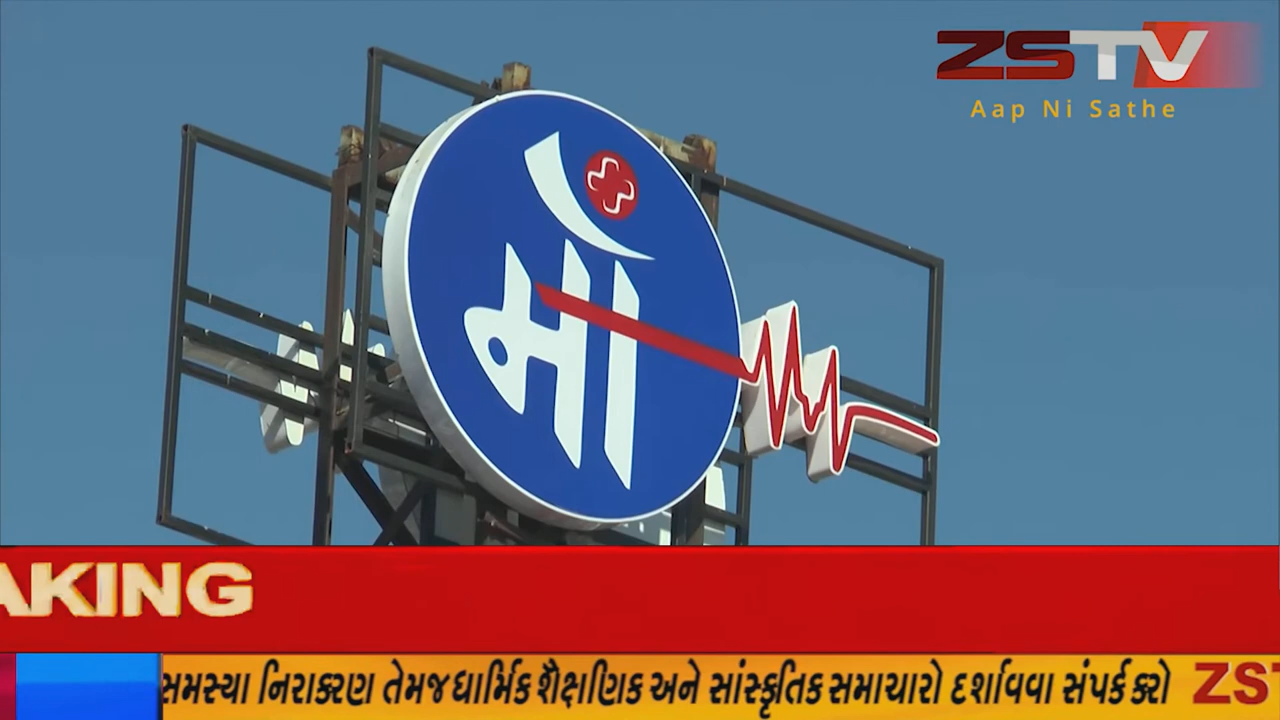 ZSTV
Aap Ni Sathe
માઁ
AKING
સમસ્યા નિરાકરણ તેમજ ધાર્મિક શૈક્ષણિક અને સાંસ્કૃતિક સમાચારો દર્શાવવા સંપર્ક કરો ZST